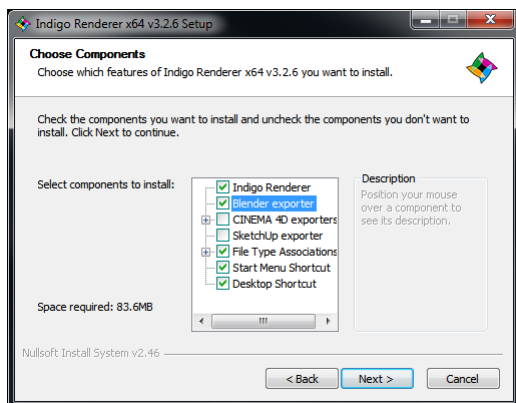 Indigo Renderer x64 v3.2.6 Setup
Choose Components
Choose which features of Indigo Renderer x64 v3.2.6 you want to install.
Check the components you want to install and uncheck the components you don't want to
install. Click Next to continue.
Select components to install:
Indigo Renderer
Blender exporter
CINEMA 4D exporters
SketchUp exporter
File Type Associations
Start Menu Shortcut
Desktop Shortcut
Description
Position your mouse
over a component to
see its description.
Space required: 83.6MB
Nullsoft Install System v2.46
< Back
Next >
Cancel